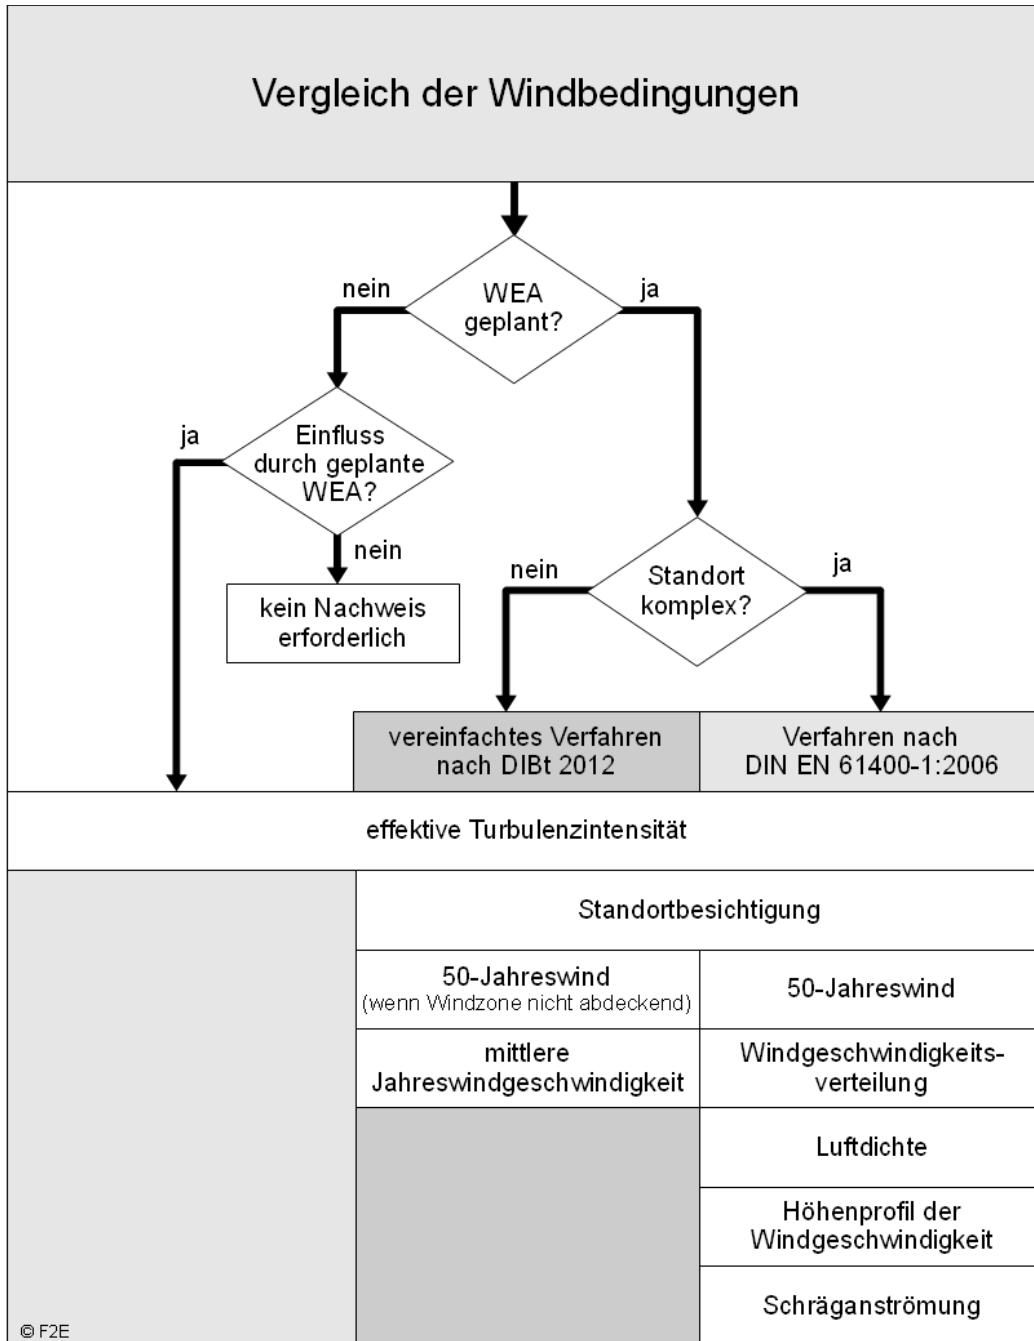 Vergleich der Windbedingungen
nein
WEA
geplant?
ja
ja
Einfluss
durch geplante
WEA?
nein
kein Nachweis
erforderlich
nein
Standort
komplex?
ja
vereinfachtes Verfahren
nach DIBt 2012
Verfahren nach
DIN EN 61400-1:2006
effektive Turbulenzintensität
Standortbesichtigung
50-Jahreswind
(wenn Windzone nicht abdeckend)
50-Jahreswind
mittlere
Jahreswindgeschwindigkeit
Windgeschwindigkeits-
verteilung
Luftdichte
Höhenprofil der
Windgeschwindigkeit
Schräganströmung
© F2E